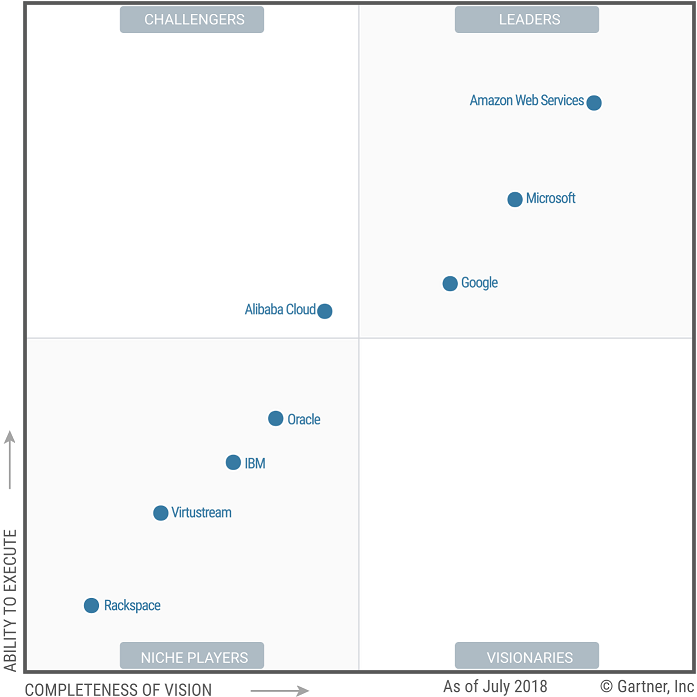 CHALLENGERS
LEADERS
Amazon Web Services
Microsoft
Google
Alibaba Cloud
Oracle
IBM
Virtustream
Rackspace
NICHE PLAYERS
VISIONARIES
ABILITY TO EXECUTE
COMPLETENESS OF VISION
As of July 2018
© Gartner, Inc